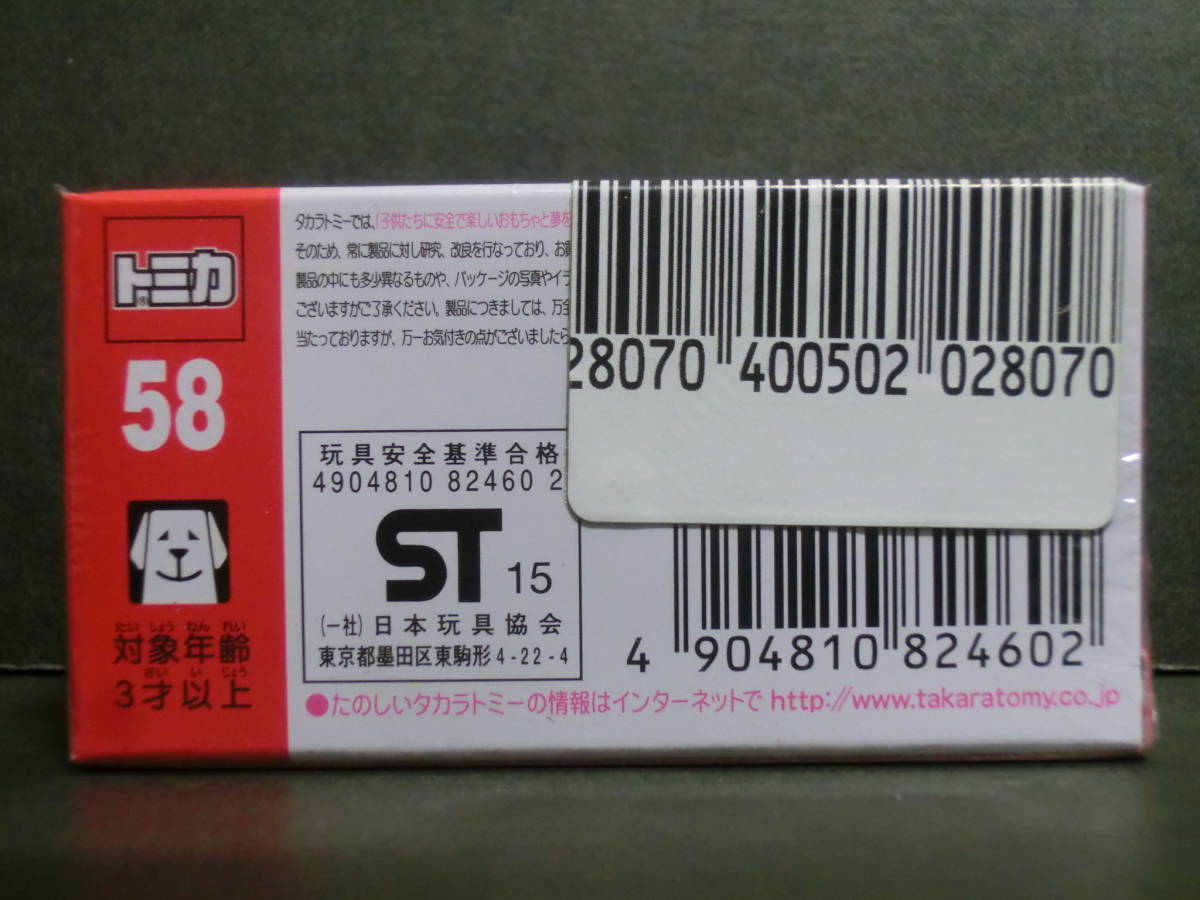 トミカ
®
58
たいしょうねんれい
対象年齢
さい い じょう
3才以上
タカラトミーでは、「子供たちに安全で楽しいおもちゃと夢を
そのため、常に製品に対し研究、改良を行なっており、お
製品の中にも多少異なるものや、パッケージの写真やイラ
ございますがご了承ください。製品につきましては、万全
当たっておりますが、万一お気付きの点がございましたら
玩具安全基準合格
4904810 82460 2
ST 15
(一社)日本玩具協会
東京都墨田区東駒形4-22-4
28070 400502 028070
4 904810 824602
●たのしいタカラトミーの情報はインターネットで http://www.takaratomy.co.jp